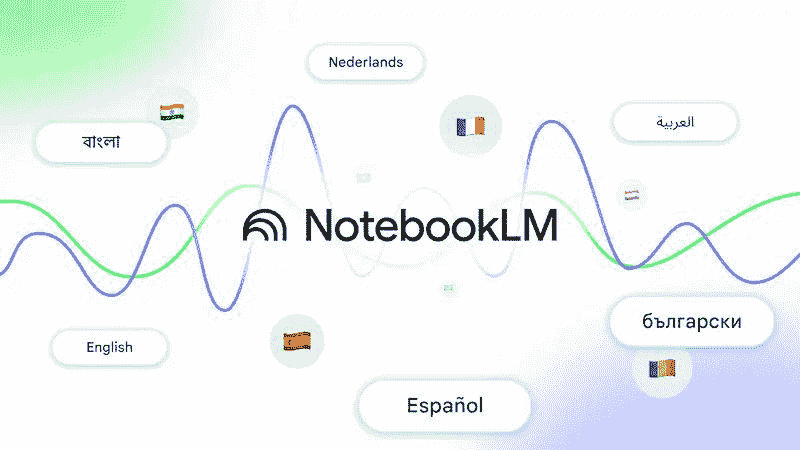 Nederlands
العربية
বাংলা
NotebookLM
български
English
Español